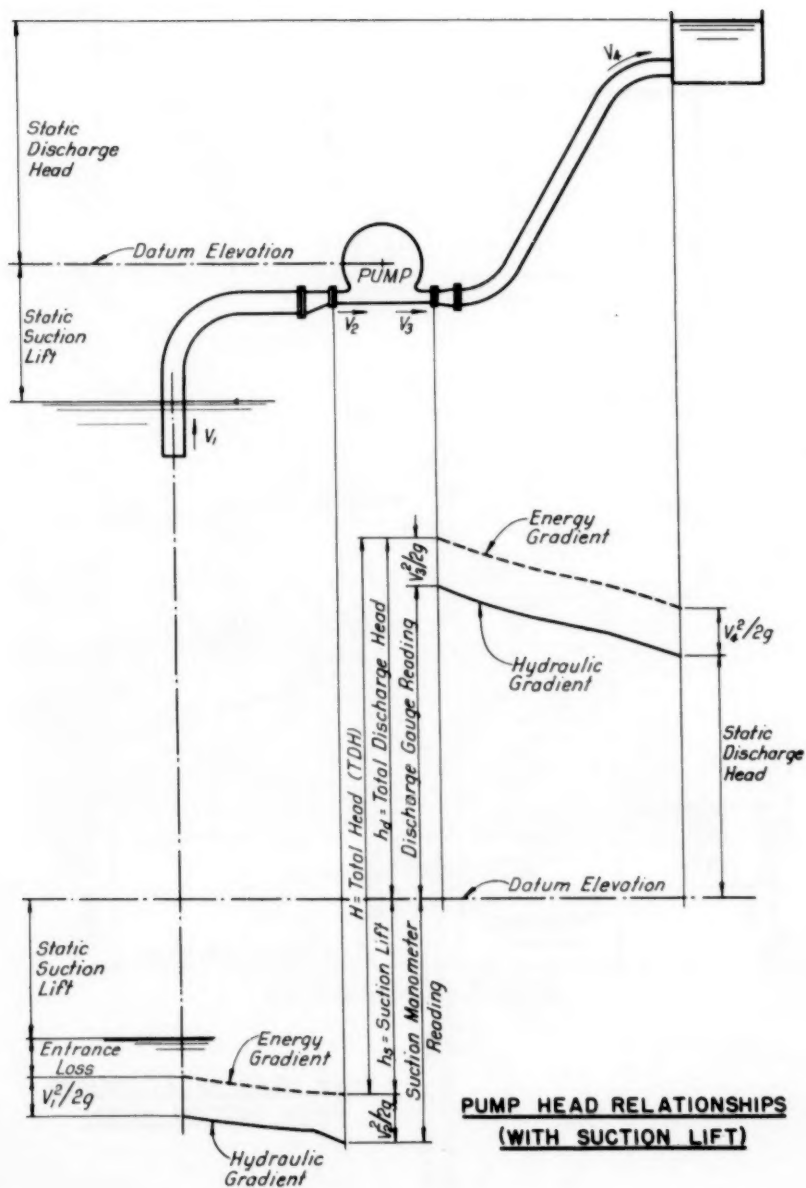 V₄
Static
Discharge
Head
Datum Elevation
PUMP
Static
Suction
Lift
V₂
V₃
V₁
Energy
Gradient
V₃²/2g
Hydraulic
Gradient
V₄²/2g
H = Total Head (TDH)
h_d = Total Discharge Head
Discharge Gauge Reading
Static
Discharge
Head
Datum Elevation
Static
Suction
Lift
h_s = Suction Lift
Suction Manometer
Reading
Entrance
Loss
Energy
Gradient
V₁²/2g
V₂²/2g
Hydraulic
Gradient
PUMP HEAD RELATIONSHIPS
(WITH SUCTION LIFT)